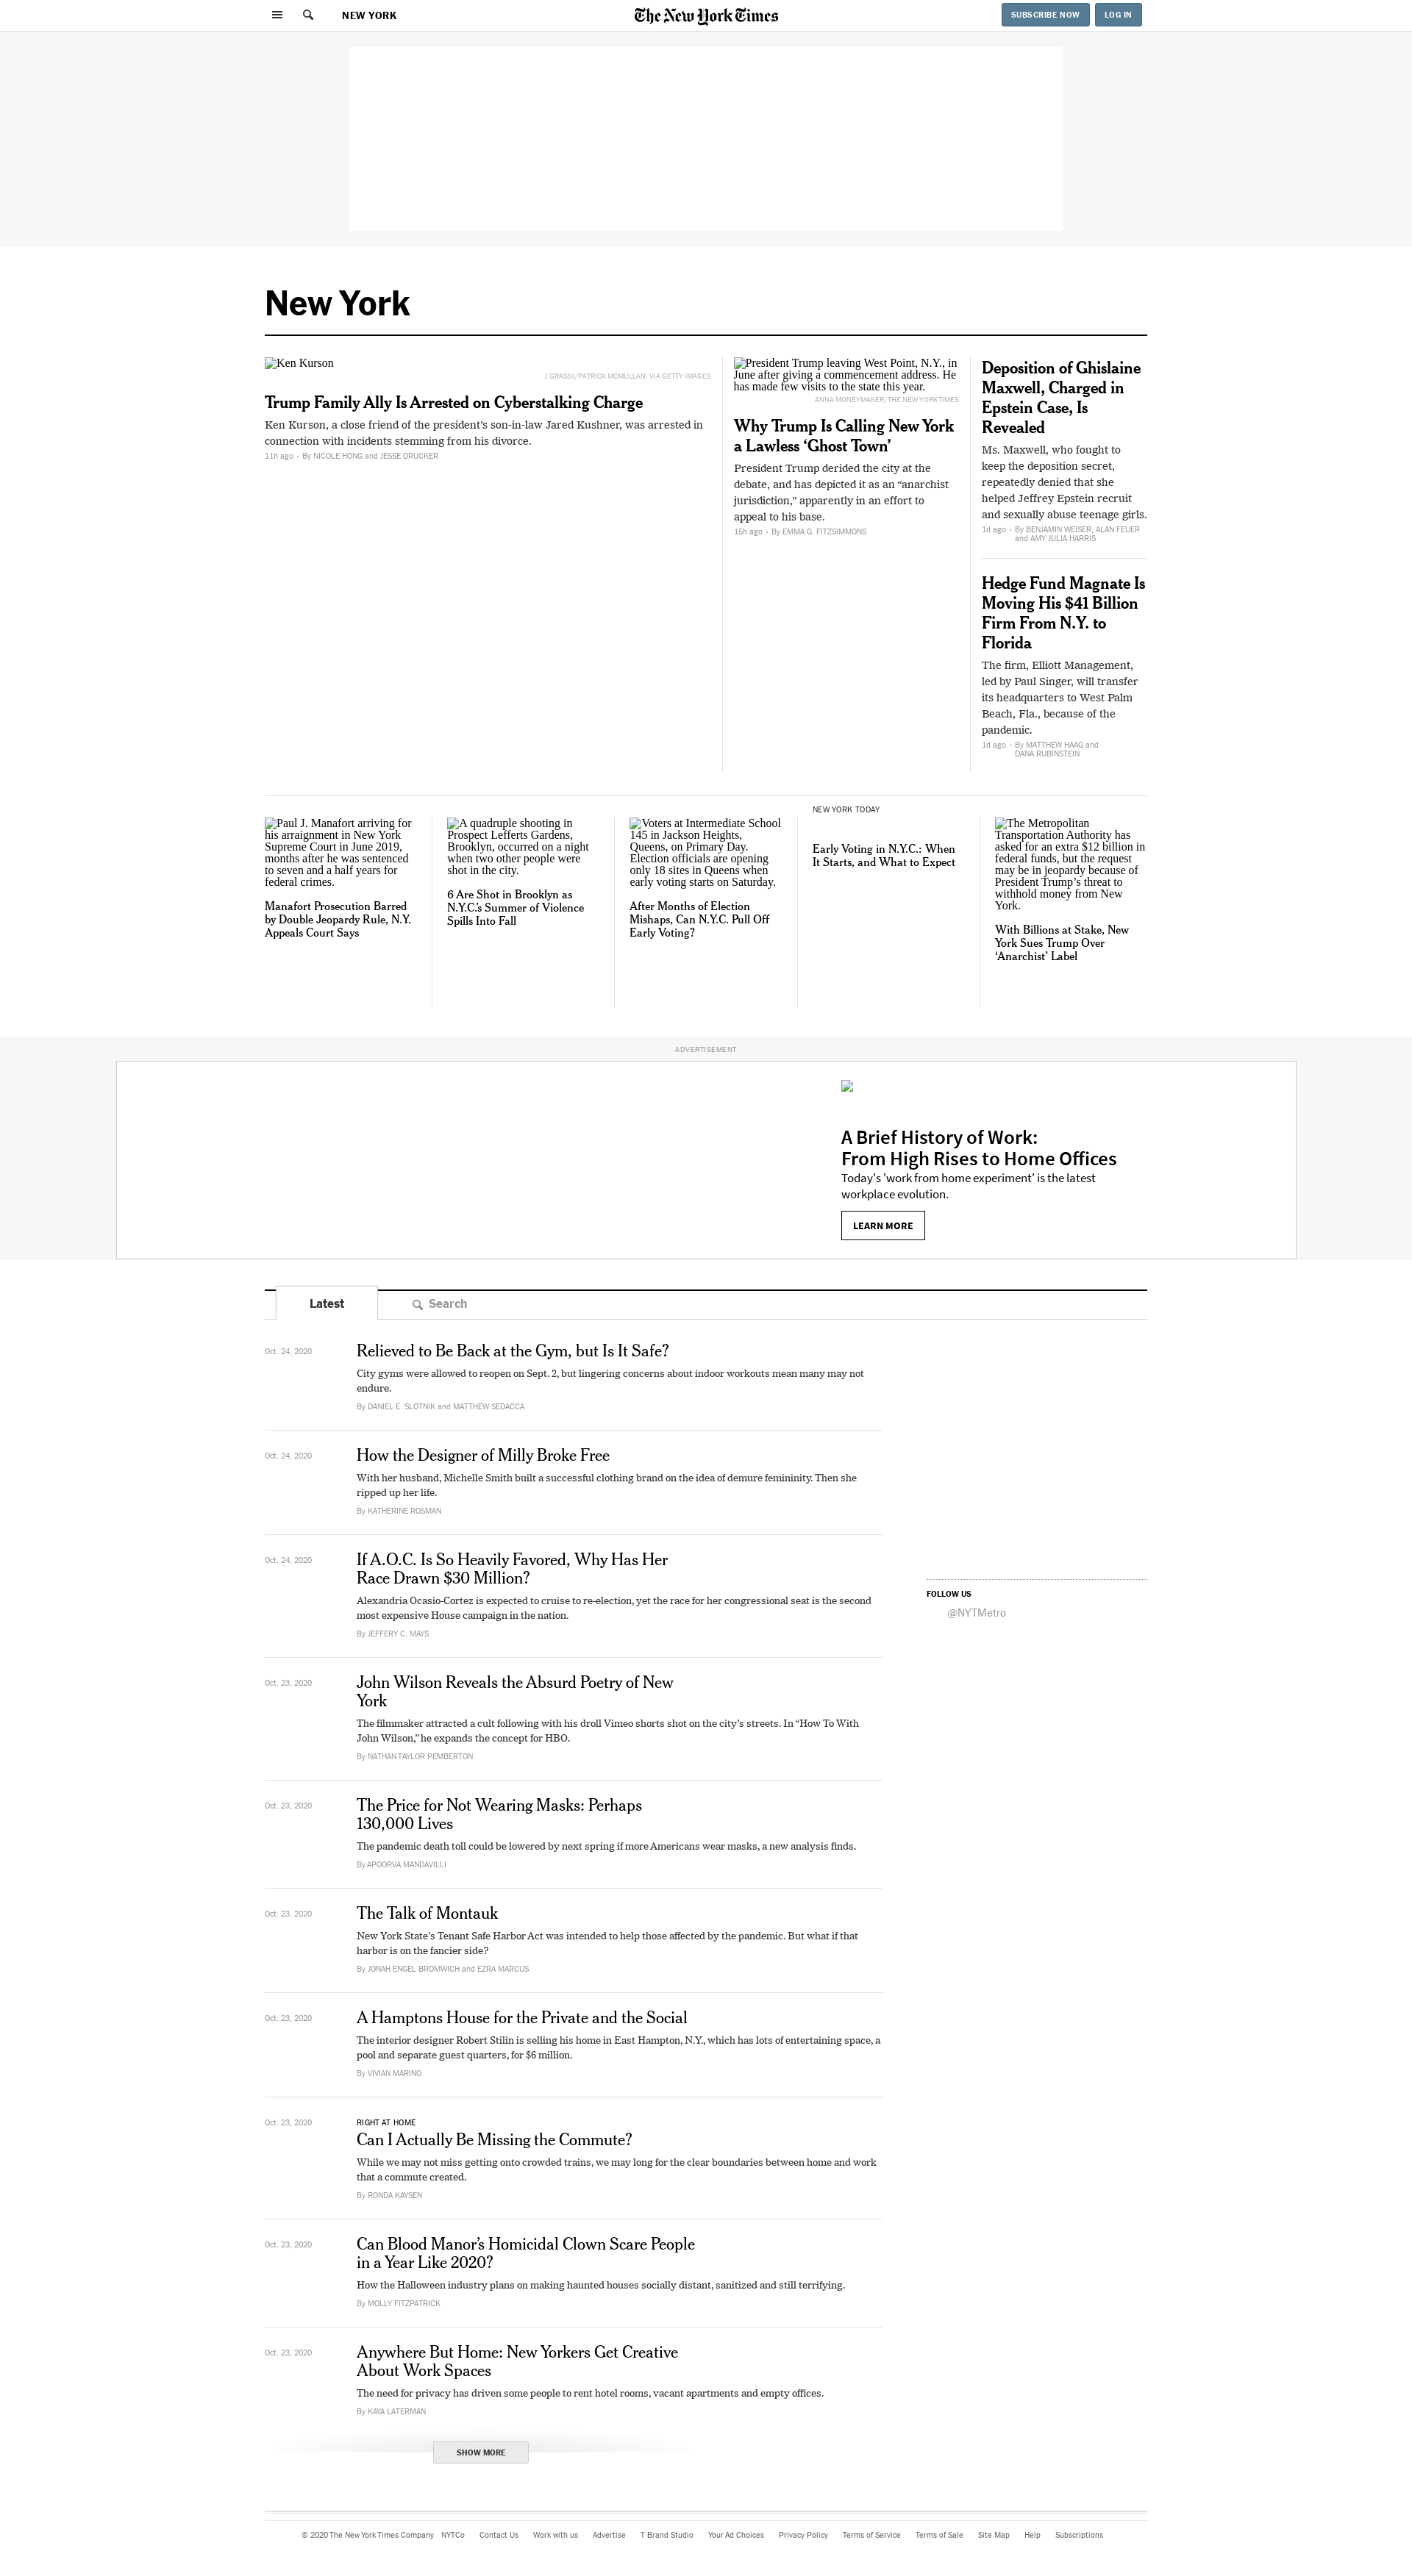 NEW YORK
The New York Times
SUBSCRIBE NOW
LOG IN
New York
Ken Kurson
J GRASSI/PATRICK MCMULLAN, VIA GETTY IMAGES
Trump Family Ally Is Arrested on Cyberstalking Charge
Ken Kurson, a close friend of the president’s son-in-law Jared Kushner, was arrested in
connection with incidents stemming from his divorce.
11h ago • By NICOLE HONG and JESSE DRUCKER
President Trump leaving West Point, N.Y., in
June after giving a commencement address. He
has made few visits to the state this year.
ANNA MONEYMAKER/THE NEW YORK TIMES
Why Trump Is Calling New York
a Lawless ‘Ghost Town’
President Trump derided the city at the
debate, and has depicted it as an “anarchist
jurisdiction,” apparently in an effort to
appeal to his base.
15h ago • By EMMA G. FITZSIMMONS
Deposition of Ghislaine
Maxwell, Charged in
Epstein Case, Is
Revealed
Ms. Maxwell, who fought to
keep the deposition secret,
repeatedly denied that she
helped Jeffrey Epstein recruit
and sexually abuse teenage girls.
1d ago • By BENJAMIN WEISER, ALAN FEUER
and AMY JULIA HARRIS
Hedge Fund Magnate Is
Moving His $41 Billion
Firm From N.Y. to
Florida
The firm, Elliott Management,
led by Paul Singer, will transfer
its headquarters to West Palm
Beach, Fla., because of the
pandemic.
1d ago • By MATTHEW HAAG and
DANA RUBINSTEIN
Paul J. Manafort arriving for
his arraignment in New York
Supreme Court in June 2019,
months after he was sentenced
to seven and a half years for
federal crimes.
Manafort Prosecution Barred
by Double Jeopardy Rule, N.Y.
Appeals Court Says
A quadruple shooting in
Prospect Lefferts Gardens,
Brooklyn, occurred on a night
when two other people were
shot in the city.
6 Are Shot in Brooklyn as
N.Y.C.’s Summer of Violence
Spills Into Fall
Voters at Intermediate School
145 in Jackson Heights,
Queens, on Primary Day.
Election officials are opening
only 18 sites in Queens when
early voting starts on Saturday.
After Months of Election
Mishaps, Can N.Y.C. Pull Off
Early Voting?
NEW YORK TODAY
Early Voting in N.Y.C.: When
It Starts, and What to Expect
The Metropolitan
Transportation Authority has
asked for an extra $12 billion in
federal funds, but the request
may be in jeopardy because of
President Trump’s threat to
withhold money from New
York.
With Billions at Stake, New
York Sues Trump Over
‘Anarchist’ Label
ADVERTISEMENT
A Brief History of Work:
From High Rises to Home Offices
Today's 'work from home experiment' is the latest
workplace evolution.
LEARN MORE
Latest
Search
Oct. 24, 2020
Relieved to Be Back at the Gym, but Is It Safe?
City gyms were allowed to reopen on Sept. 2, but lingering concerns about indoor workouts mean many may not
endure.
By DANIEL E. SLOTNIK and MATTHEW SEDACCA
Oct. 24, 2020
How the Designer of Milly Broke Free
With her husband, Michelle Smith built a successful clothing brand on the idea of demure femininity. Then she
ripped up her life.
By KATHERINE ROSMAN
Oct. 24, 2020
If A.O.C. Is So Heavily Favored, Why Has Her
Race Drawn $30 Million?
Alexandria Ocasio-Cortez is expected to cruise to re-election, yet the race for her congressional seat is the second
most expensive House campaign in the nation.
By JEFFERY C. MAYS
FOLLOW US
@NYTMetro
Oct. 23, 2020
John Wilson Reveals the Absurd Poetry of New
York
The filmmaker attracted a cult following with his droll Vimeo shorts shot on the city’s streets. In “How To With
John Wilson,” he expands the concept for HBO.
By NATHAN TAYLOR PEMBERTON
Oct. 23, 2020
The Price for Not Wearing Masks: Perhaps
130,000 Lives
The pandemic death toll could be lowered by next spring if more Americans wear masks, a new analysis finds.
By APOORVA MANDAVILLI
Oct. 23, 2020
The Talk of Montauk
New York State’s Tenant Safe Harbor Act was intended to help those affected by the pandemic. But what if that
harbor is on the fancier side?
By JONAH ENGEL BROMWICH and EZRA MARCUS
Oct. 23, 2020
A Hamptons House for the Private and the Social
The interior designer Robert Stilin is selling his home in East Hampton, N.Y., which has lots of entertaining space, a
pool and separate guest quarters, for $6 million.
By VIVIAN MARINO
Oct. 23, 2020
RIGHT AT HOME
Can I Actually Be Missing the Commute?
While we may not miss getting onto crowded trains, we may long for the clear boundaries between home and work
that a commute created.
By RONDA KAYSEN
Oct. 23, 2020
Can Blood Manor’s Homicidal Clown Scare People
in a Year Like 2020?
How the Halloween industry plans on making haunted houses socially distant, sanitized and still terrifying.
By MOLLY FITZPATRICK
Oct. 23, 2020
Anywhere But Home: New Yorkers Get Creative
About Work Spaces
The need for privacy has driven some people to rent hotel rooms, vacant apartments and empty offices.
By KAYA LATERMAN
SHOW MORE
© 2020 The New York Times Company NYTCo Contact Us Work with us Advertise T Brand Studio Your Ad Choices Privacy Policy Terms of Service Terms of Sale Site Map Help Subscriptions